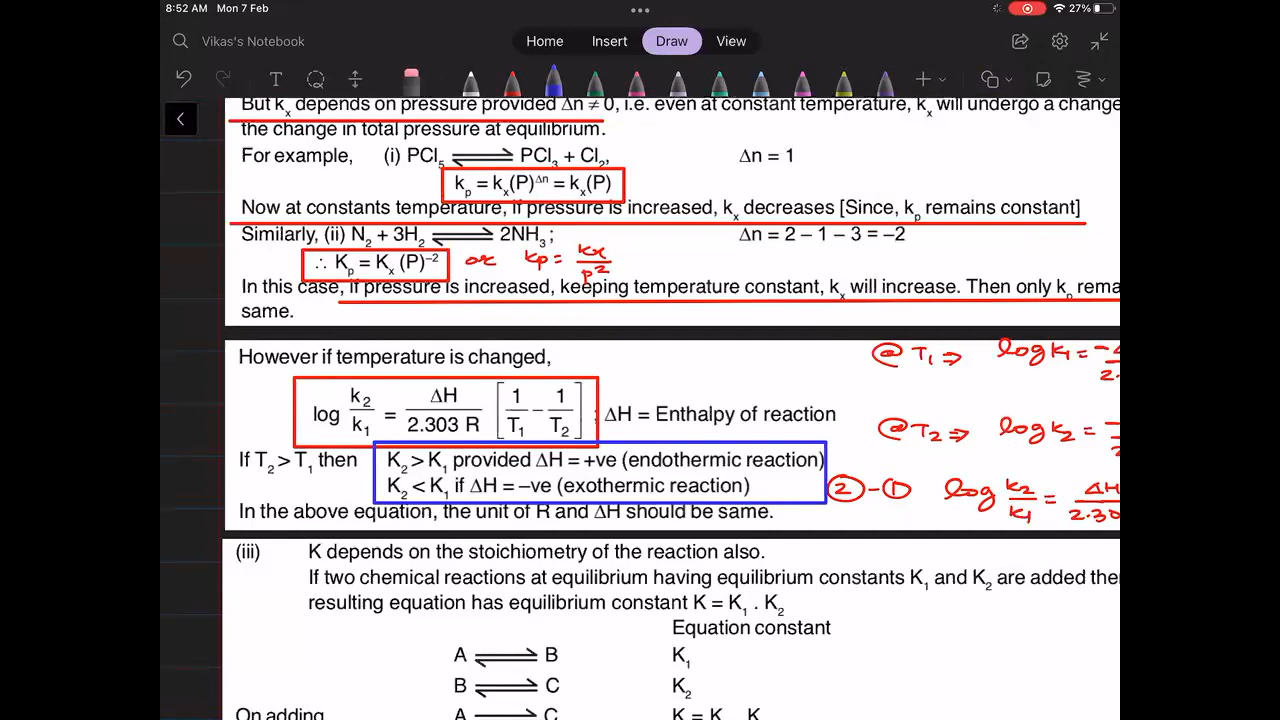 8:52 AM Mon 7 Feb
27%
Vikas's Notebook
Home Insert Draw View
But kₓ depends on pressure provided Δn ≠ 0, i.e. even at constant temperature, kₓ will undergo a change
the change in total pressure at equilibrium.
For example, (i) PCl₅ ⇌ PCl₃ + Cl₂, Δn = 1
kₚ = kₓ(P)^Δn = kₓ(P)
Now at constants temperature, if pressure is increased, kₓ decreases [Since, kₚ remains constant]
Similarly, (ii) N₂ + 3H₂ ⇌ 2NH₃ ; Δn = 2 – 1 – 3 = –2
∴ Kₚ = Kₓ (P)⁻² or kp = kx/p²
In this case, if pressure is increased, keeping temperature constant, kₓ will increase. Then only kₚ
same.
However if temperature is changed,
@ T₁ ⇒ log k₁ =
log k₂/k₁ = ΔH/2.303 R [1/T₁ – 1/T₂] ; ΔH = Enthalpy of reaction
@ T₂ ⇒ log k₂ =
If T₂ > T₁ then K₂ > K₁ provided ΔH = +ve (endothermic reaction)
K₂ < K₁ if ΔH = –ve (exothermic reaction)
② - ① log k₂/k₁ =
In the above equation, the unit of R and ΔH should be same.
(iii) K depends on the stoichiometry of the reaction also.
If two chemical reactions at equilibrium having equilibrium constants K₁ and K₂ are added
resulting equation has equilibrium constant K = K₁ . K₂
Equation constant
A ⇌ B K₁
B ⇌ C K₂
On adding A ⇌ C K = K K